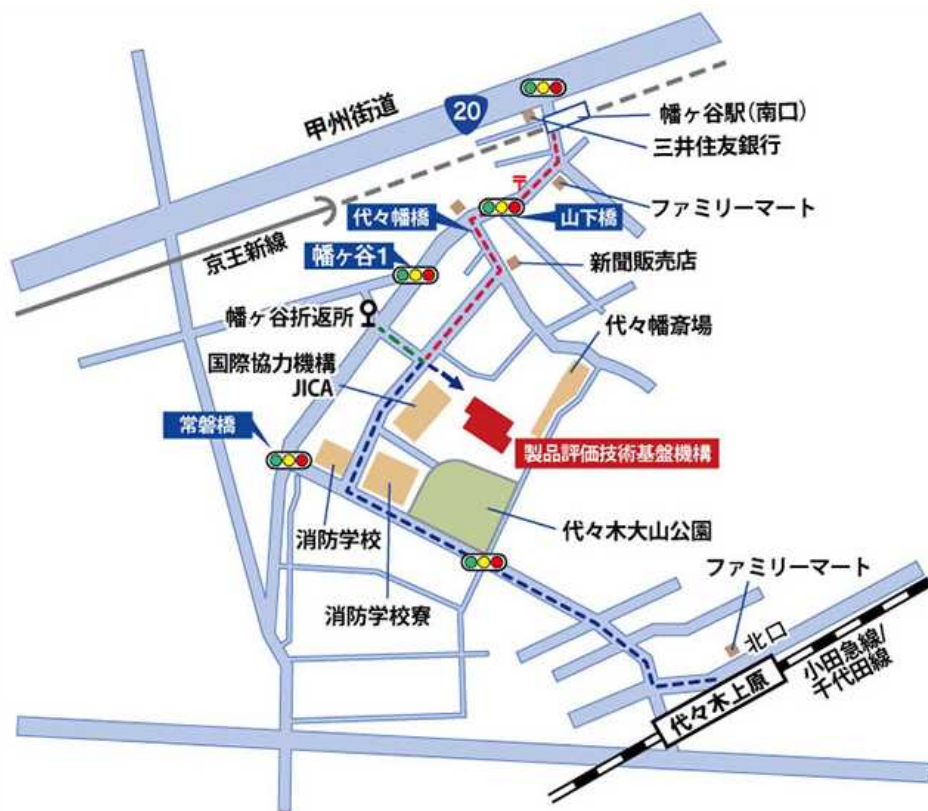 甲州街道
20
幡ヶ谷駅(南口)
三井住友銀行
〒
ファミリーマート
代々幡橋
山下橋
京王新線
幡ヶ谷1
新聞販売店
幡ヶ谷折返所
代々幡斎場
国際協力機構
JICA
常磐橋
製品評価技術基盤機構
消防学校
代々木大山公園
ファミリーマート
消防学校寮
北口
小田急線/
千代田線
代々木上原